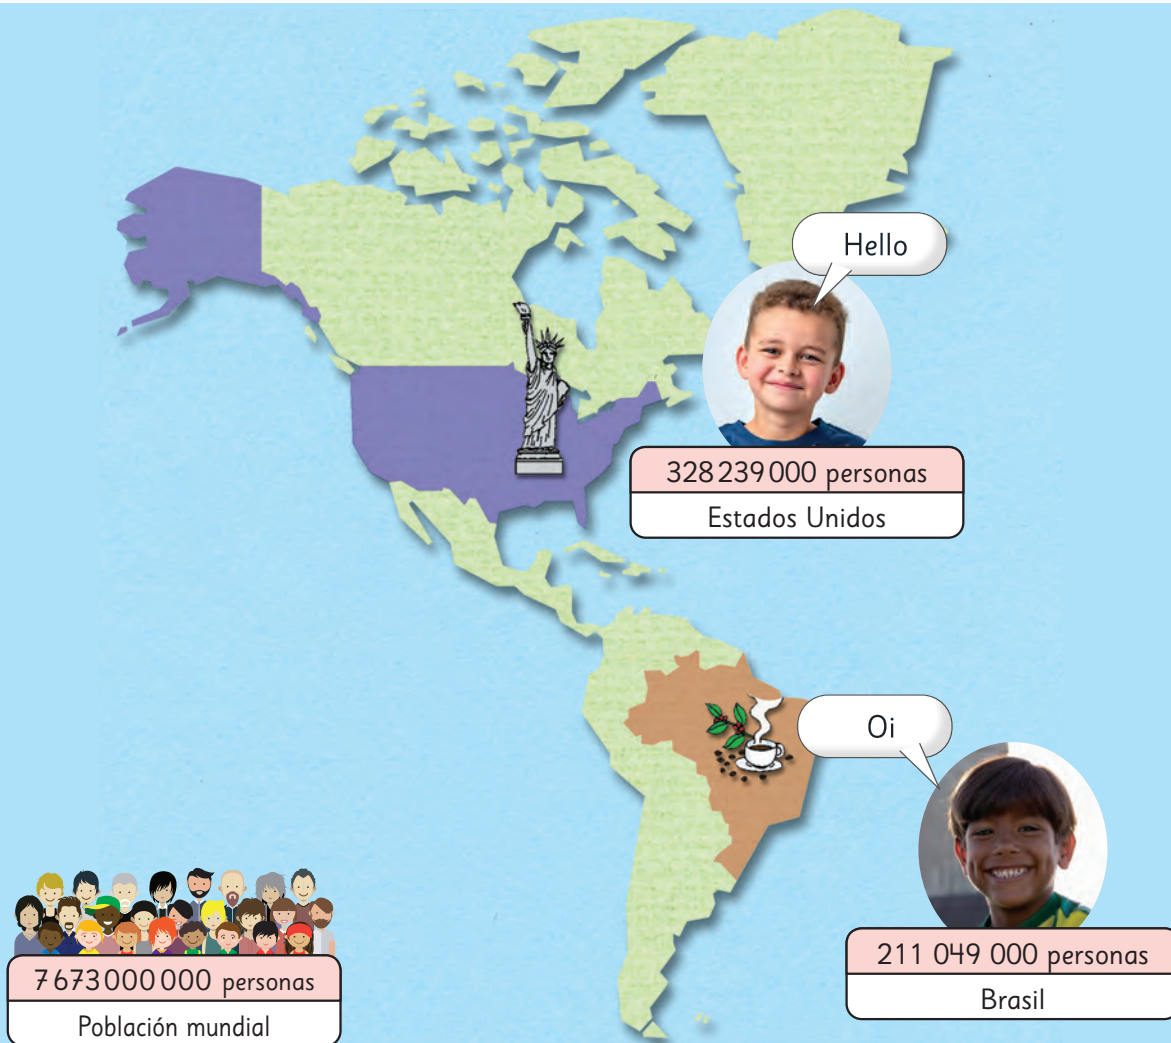 Hello
328 239 000 personas
Estados Unidos
Oi
211 049 000 personas
Brasil
7 673 000 000 personas
Población mundial